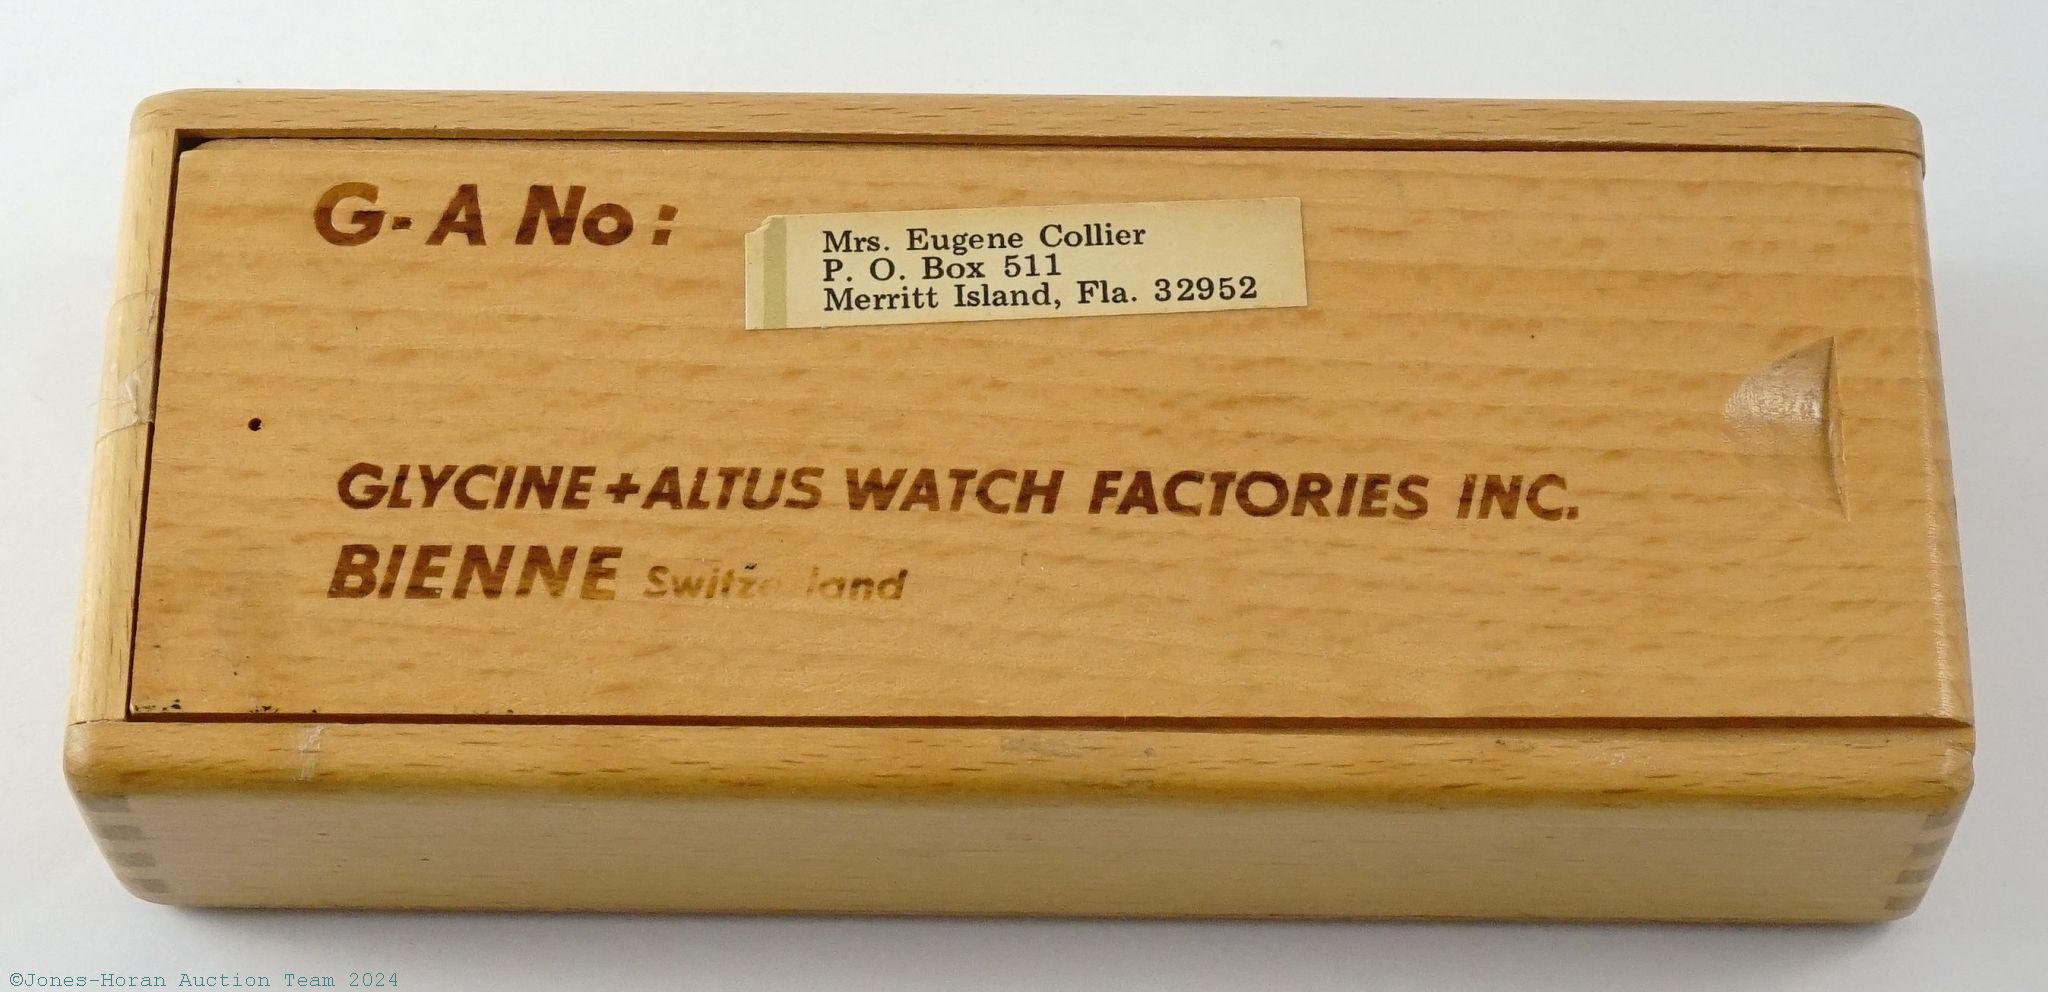 G-A No:
Mrs. Eugene Collier
P. O. Box 511
Merritt Island, Fla. 32952
GLYCINE+ALTUS WATCH FACTORIES INC.
BIENNE Switzerland
©Jones-Horan Auction Team 2024